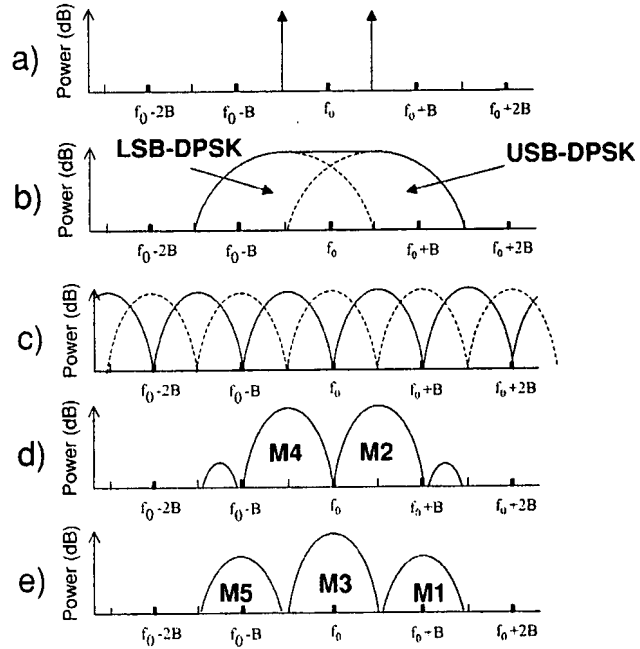 a)
Power (dB)
f₀-2B f₀-B f₀ f₀+B f₀+2B
b)
Power (dB)
LSB-DPSK USB-DPSK
f₀-2B f₀-B f₀ f₀+B f₀+2B
c)
Power (dB)
f₀-2B f₀-B f₀ f₀+B f₀+2B
d)
Power (dB)
M4 M2
f₀-2B f₀-B f₀ f₀+B f₀+2B
e)
Power (dB)
M5 M3 M1
f₀-2B f₀-B f₀ f₀+B f₀+2B